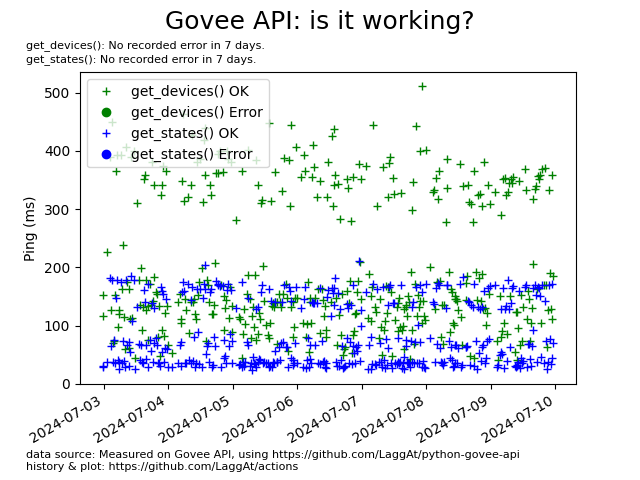 Govee API: is it working?
get_devices(): No recorded error in 7 days.
get_states(): No recorded error in 7 days.
get_devices() OK
get_devices() Error
get_states() OK
get_states() Error
Ping (ms)
500
400
300
200
100
0
2024-07-03
2024-07-04
2024-07-05
2024-07-06
2024-07-07
2024-07-08
2024-07-09
2024-07-10
data source: Measured on Govee API, using https://github.com/LaggAt/python-govee-api
history & plot: https://github.com/LaggAt/actions